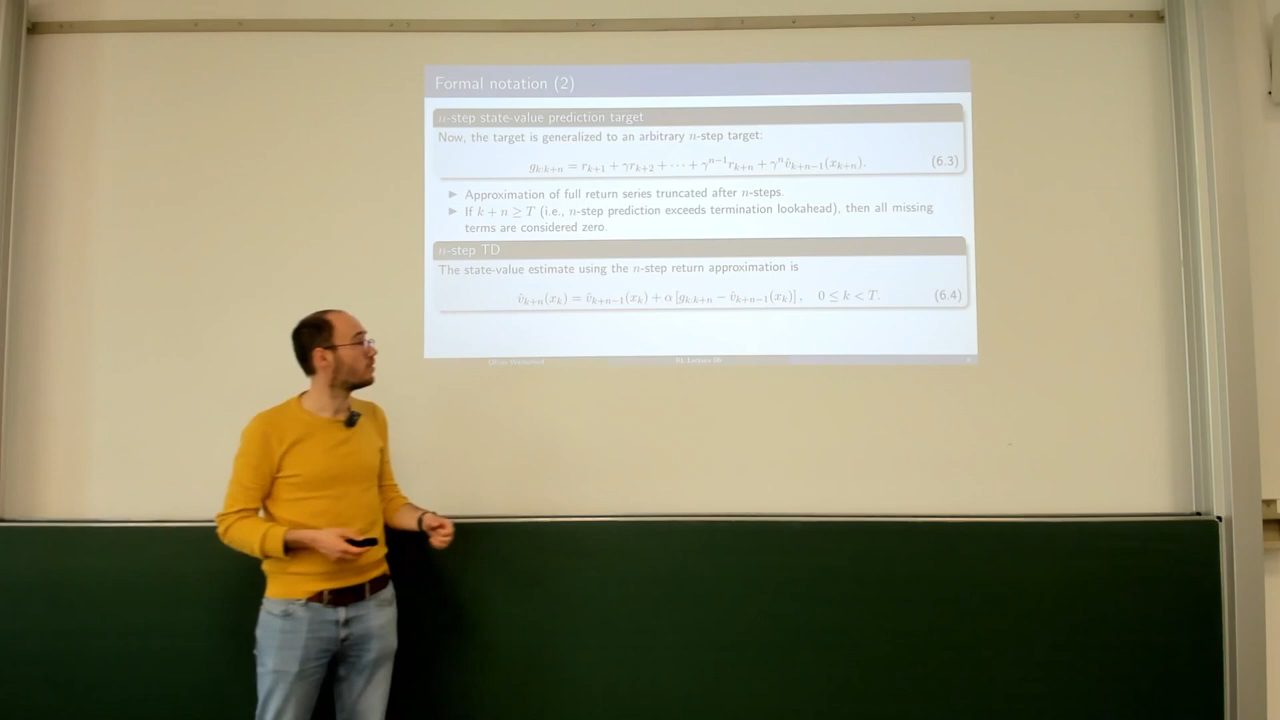 Formal notation (2)
n-step state-value prediction target
Now, the target is generalized to an arbitrary n-step target:
g_{k:k+n} = r_{k+1} + γr_{k+2} + ··· + γ^{n−1}r_{k+n} + γ^n v̂_{k+n−1}(x_{k+n}). (6.3)
► Approximation of full return series truncated after n-steps.
► If k + n ≥ T (i.e., n-step prediction exceeds termination lookahead), then all missing
terms are considered zero.
n-step TD
The state-value estimate using the n-step return approximation is
v̂_{k+n}(x_k) = v̂_{k+n−1}(x_k) + α [g_{k:k+n} − v̂_{k+n−1}(x_k)] , 0 ≤ k < T. (6.4)
RL Lecture 06